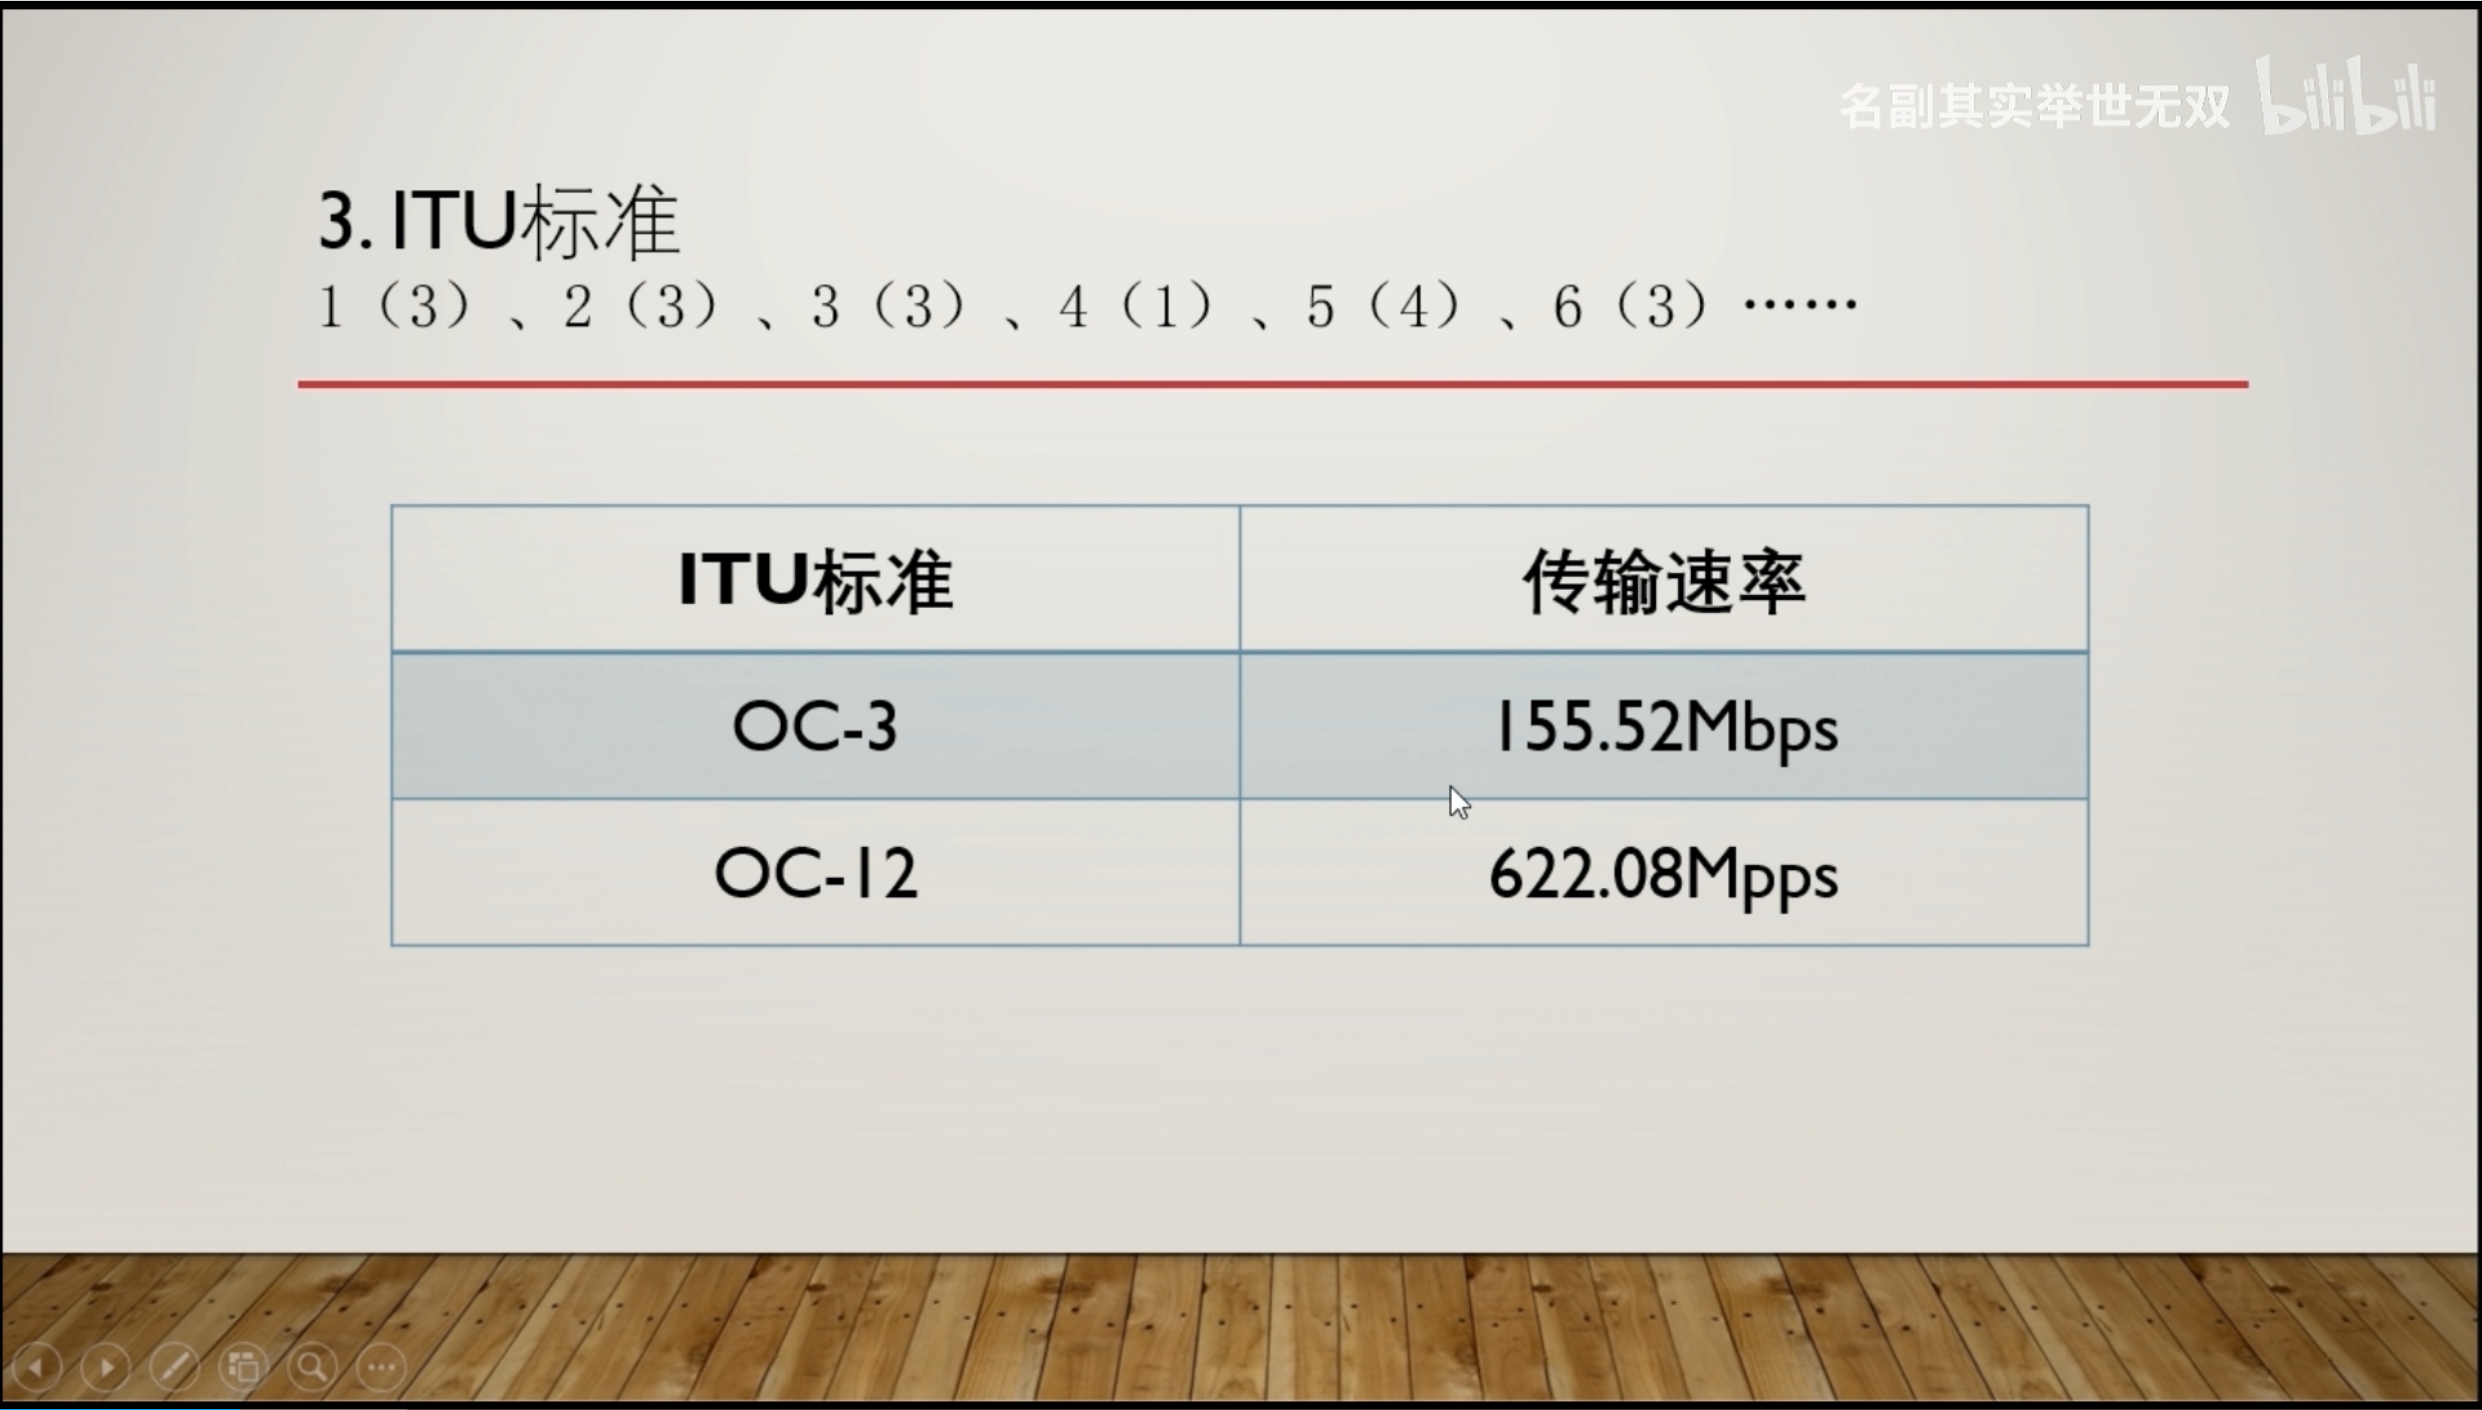 名副其实举世无双 bilibili
3. ITU标准
1（3）、2（3）、3（3）、4（1）、5（4）、6（3）……
ITU标准 传输速率
OC-3 155.52Mbps
OC-12 622.08Mpps